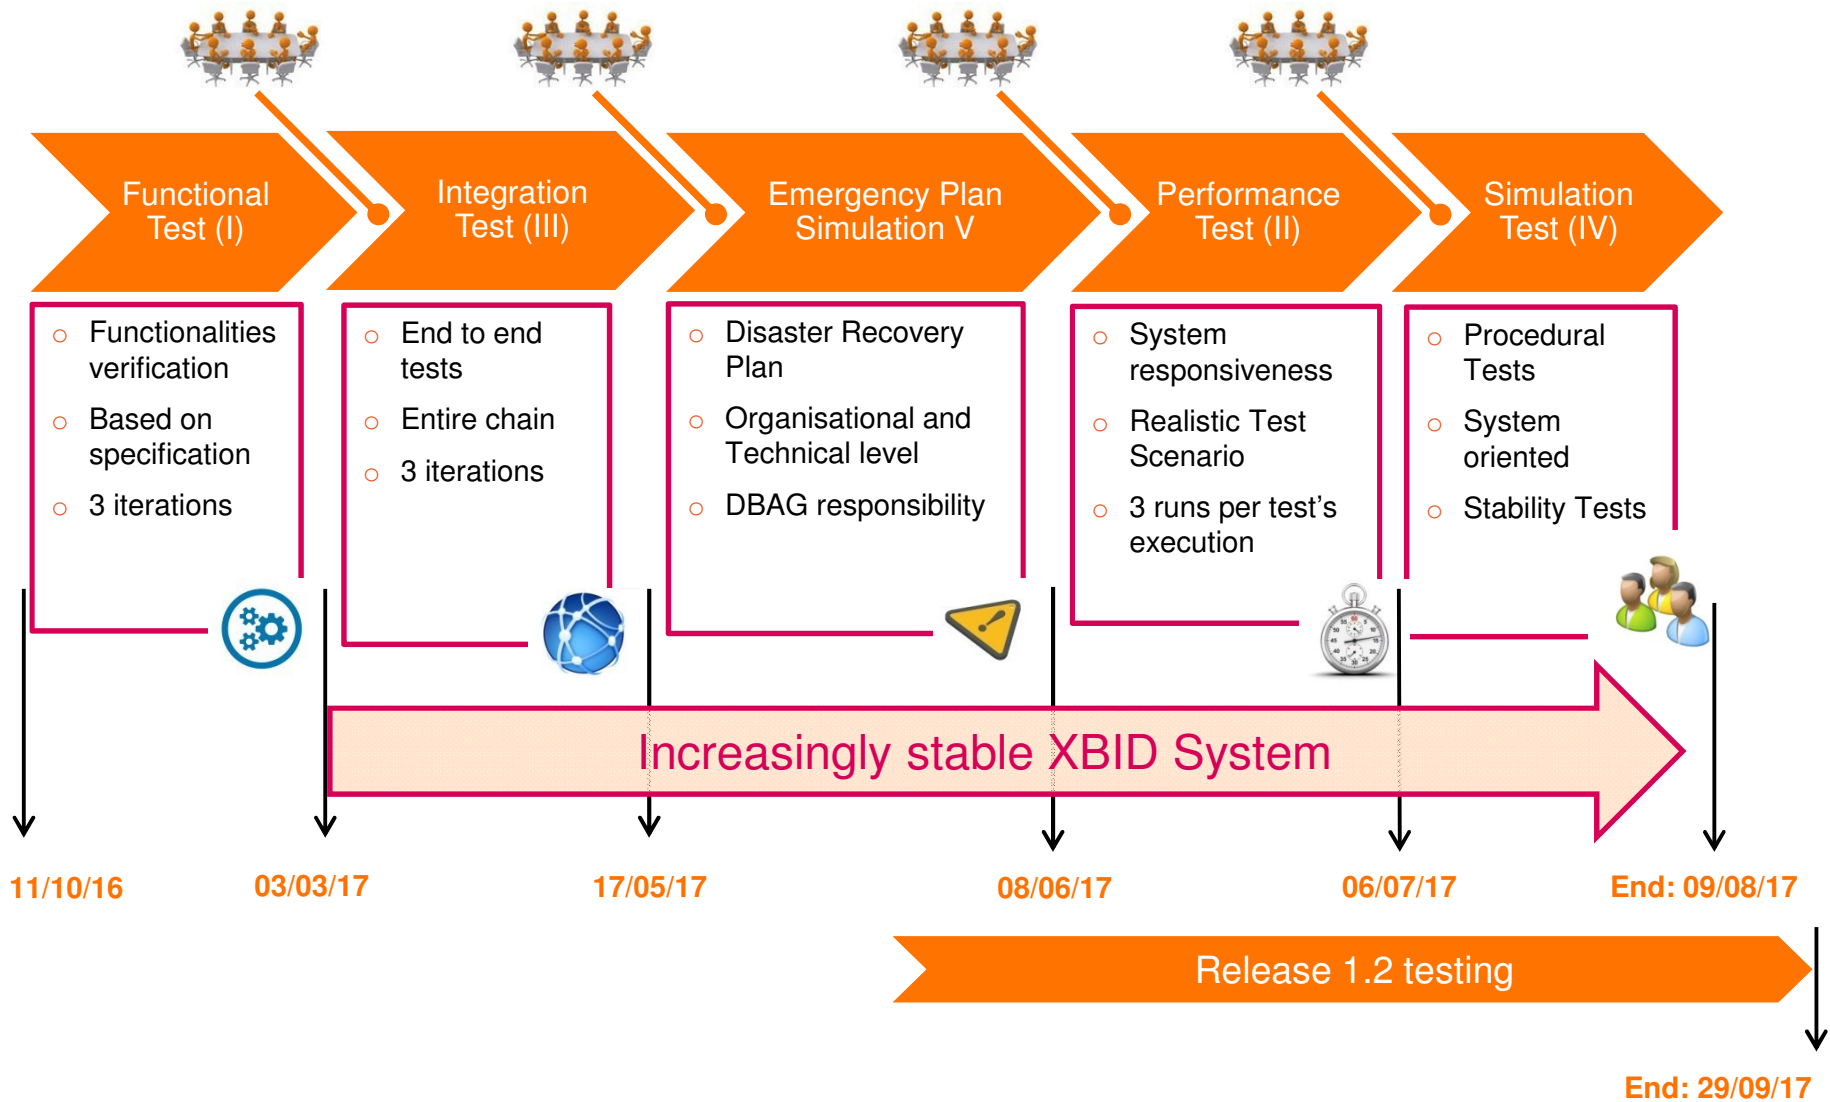 Functional
Test (I)
Integration
Test (III)
Emergency Plan
Simulation V
Performance
Test (II)
Simulation
Test (IV)
Functionalities
verification
Based on
specification
3 iterations
End to end
tests
Entire chain
3 iterations
Disaster Recovery
Plan
Organisational and
Technical level
DBAG responsibility
System
responsiveness
Realistic Test
Scenario
3 runs per test’s
execution
Procedural
Tests
System
oriented
Stability Tests
Increasingly stable XBID System
11/10/16
03/03/17
17/05/17
08/06/17
06/07/17
End: 09/08/17
Release 1.2 testing
End: 29/09/17